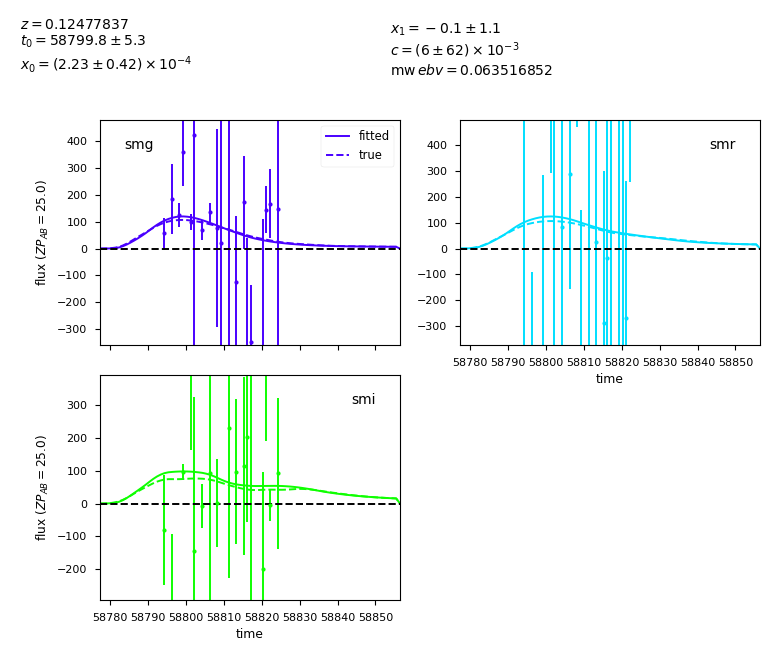 z = 0.12477837
t₀ = 58799.8 ± 5.3
x₀ = (2.23 ± 0.42) × 10⁻⁴
x₁ = −0.1 ± 1.1
c = (6 ± 62) × 10⁻³
mw ebv = 0.063516852
smg
fitted
true
400
300
200
100
0
−100
−200
−300
flux (ZP_AB = 25.0)
smr
400
300
200
100
0
−100
−200
−300
58780 58790 58800 58810 58820 58830 58840 58850
time
smi
300
200
100
0
−100
−200
flux (ZP_AB = 25.0)
58780 58790 58800 58810 58820 58830 58840 58850
time